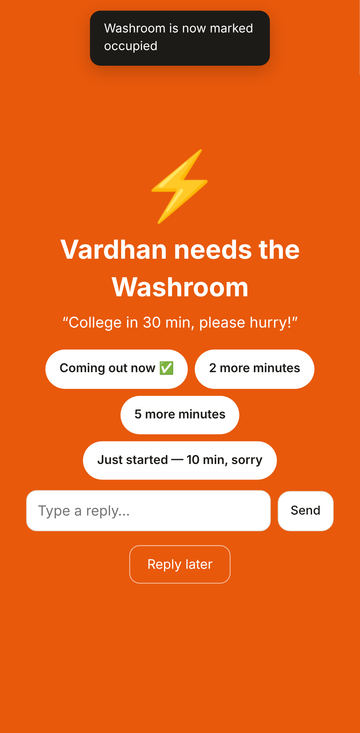 Washroom is now marked
occupied
Vardhan needs the
Washroom
“College in 30 min, please hurry!”
Coming out now ✅
2 more minutes
5 more minutes
Just started — 10 min, sorry
Type a reply...
Send
Reply later